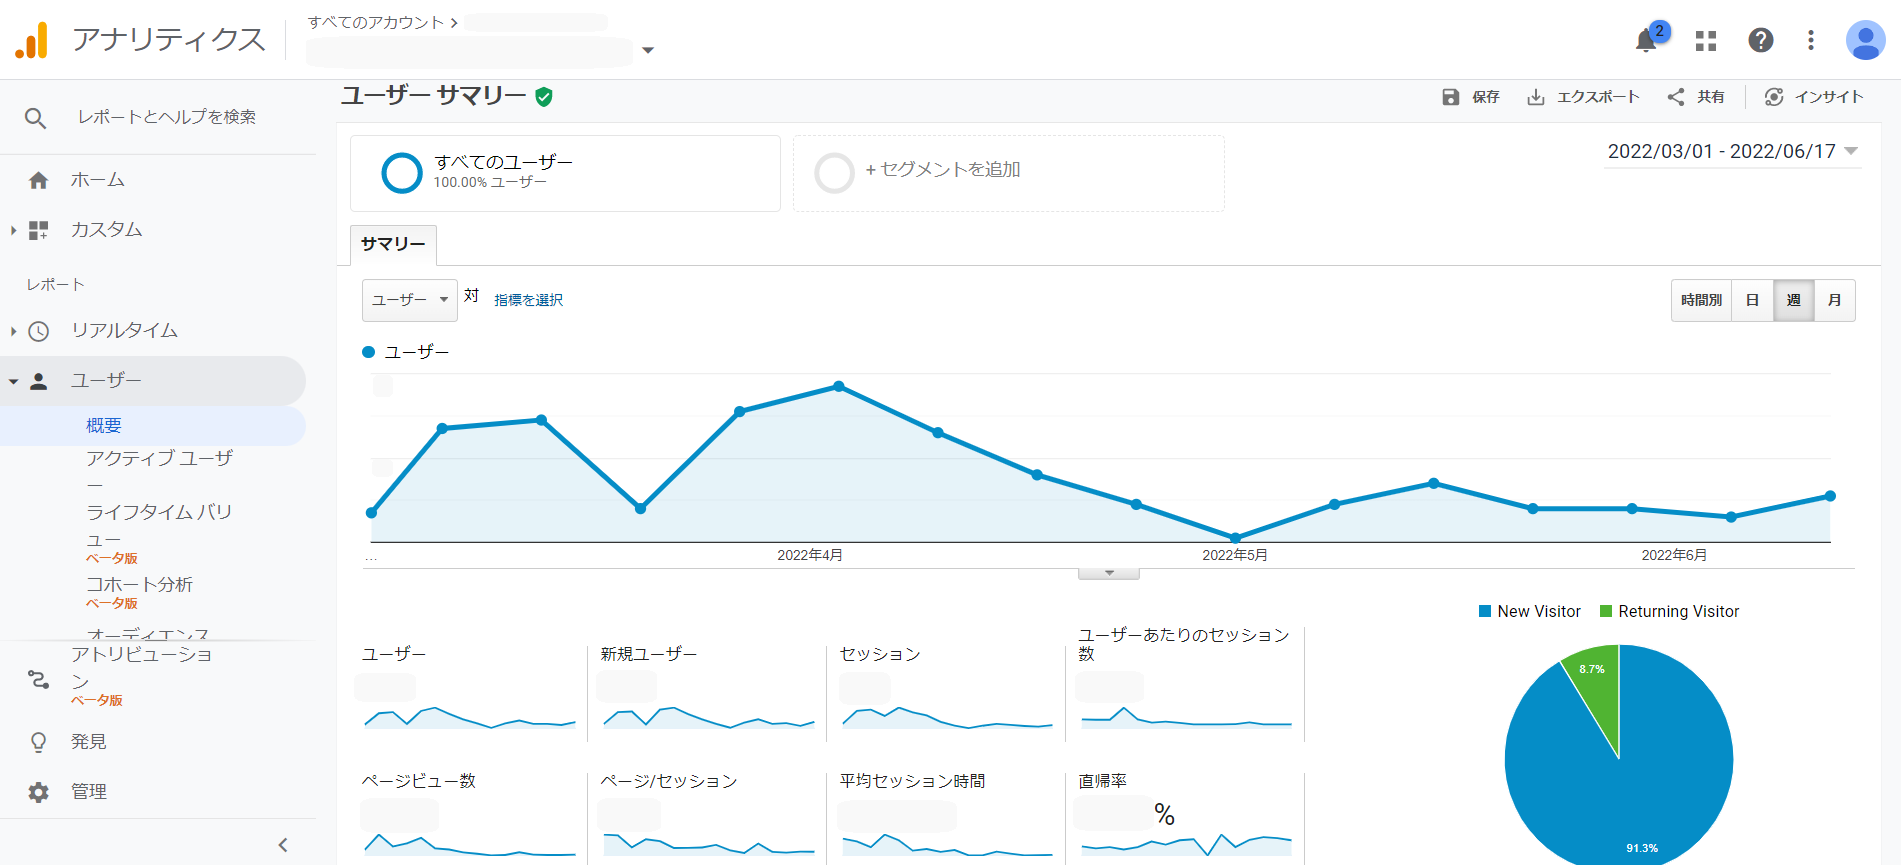 アナリティクス
すべてのアカウント
2
レポートとヘルプを検索
ホーム
カスタム
レポート
リアルタイム
ユーザー
概要
アクティブ ユーザ
ー
ライフタイム バリ
ュー
ベータ版
コホート分析
ベータ版
オーディエンス
アトリビューショ
ン
ベータ版
発見
管理
ユーザー サマリー
保存
エクスポート
共有
インサイト
すべてのユーザー
100.00% ユーザー
+ セグメントを追加
2022/03/01 - 2022/06/17
サマリー
ユーザー
対
指標を選択
時間別
日
週
月
ユーザー
...
2022年4月
2022年5月
2022年6月
ユーザー
新規ユーザー
セッション
ユーザーあたりのセッション
数
ページビュー数
ページ/セッション
平均セッション時間
直帰率
%
New Visitor
Returning Visitor
8.7%
91.3%